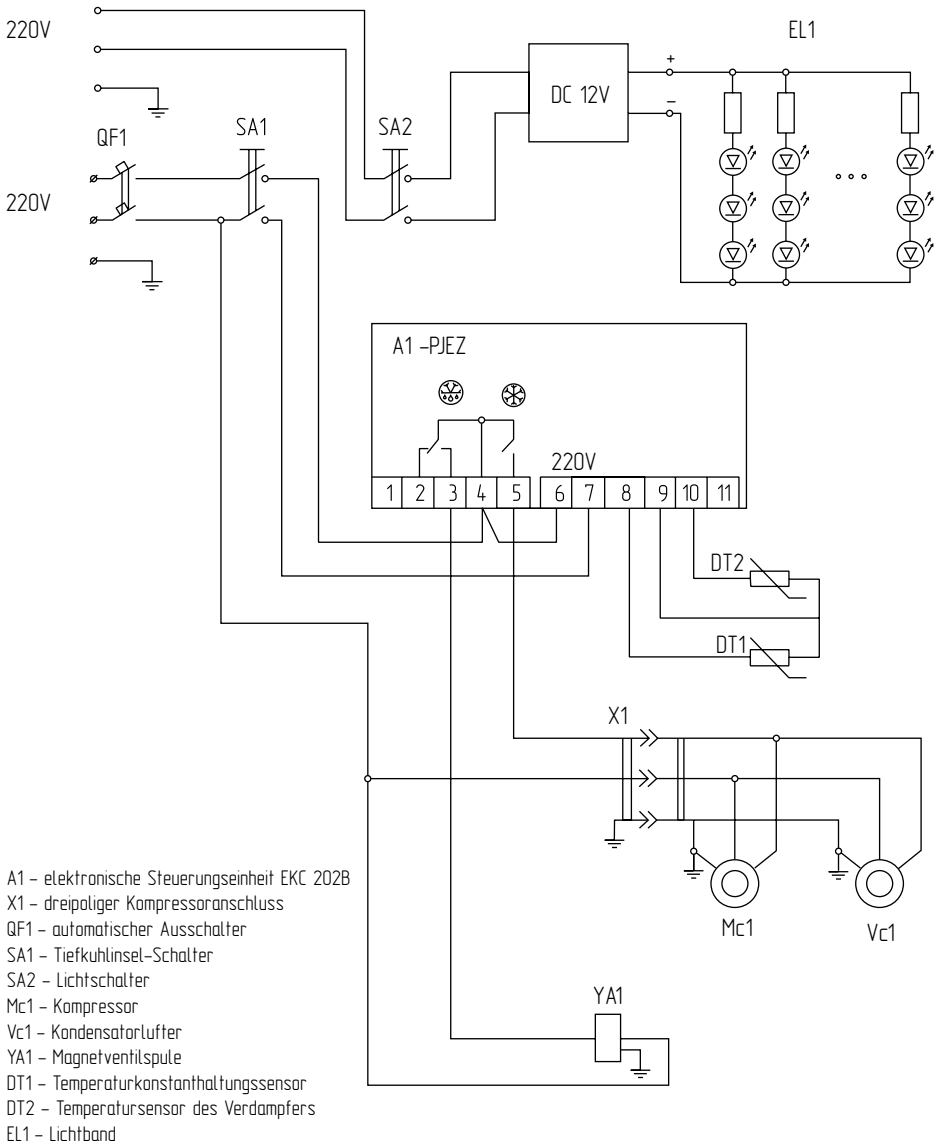 220V
EL1
DC 12V
+
–
QF1
SA1
SA2
220V
A1 –PJEZ
220V
1 2 3 4 5 6 7 8 9 10 11
DT2
DT1
X1
Mc1
Vc1
YA1
A1 – elektronische Steuerungseinheit EKC 202B
X1 – dreipoliger Kompressoranschluss
QF1 – automatischer Ausschalter
SA1 – Tiefkuhlinsel-Schalter
SA2 – Lichtschalter
Mc1 – Kompressor
Vc1 – Kondensatorlufter
YA1 – Magnetventilspule
DT1 – Temperaturkonstanthaltungssensor
DT2 – Temperatursensor des Verdampfers
EL1 – Lichtband